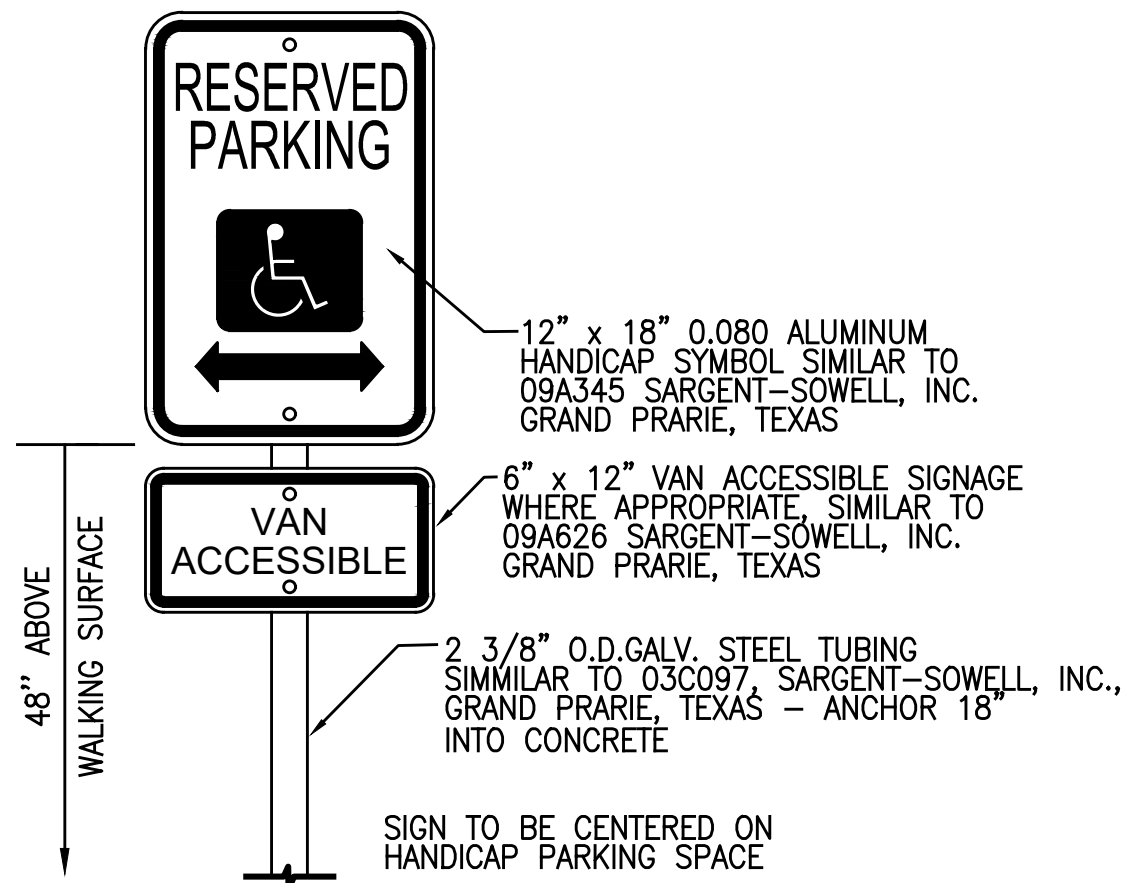 RESERVED
PARKING
12” x 18” 0.080 ALUMINUM
HANDICAP SYMBOL SIMILAR TO
09A345 SARGENT–SOWELL, INC.
GRAND PRARIE, TEXAS
VAN
ACCESSIBLE
6” x 12” VAN ACCESSIBLE SIGNAGE
WHERE APPROPRIATE, SIMILAR TO
09A626 SARGENT–SOWELL, INC.
GRAND PRARIE, TEXAS
48” ABOVE
WALKING SURFACE
2 3/8” O.D.GALV. STEEL TUBING
SIMMILAR TO 03C097, SARGENT–SOWELL, INC.,
GRAND PRARIE, TEXAS – ANCHOR 18”
INTO CONCRETE
SIGN TO BE CENTERED ON
HANDICAP PARKING SPACE